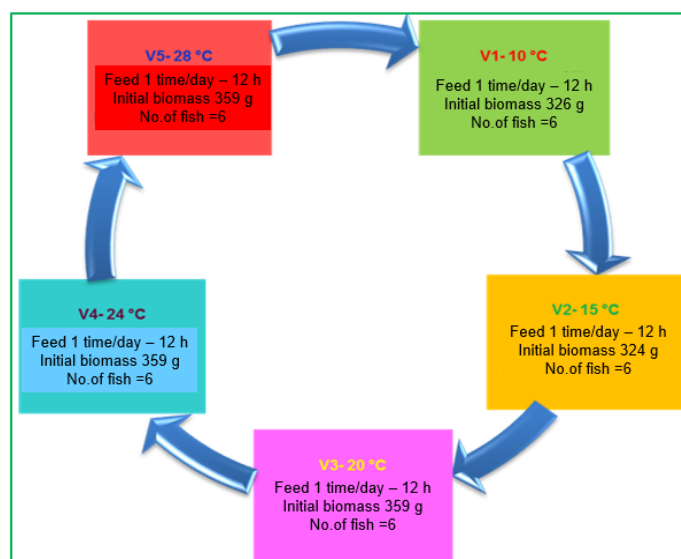 V5- 28 °C
Feed 1 time/day – 12 h
Initial biomass 359 g
No.of fish =6
V1- 10 °C
Feed 1 time/day – 12 h
Initial biomass 326 g
No.of fish =6
V2- 15 °C
Feed 1 time/day – 12 h
Initial biomass 324 g
No.of fish =6
V3- 20 °C
Feed 1 time/day – 12 h
Initial biomass 359 g
No.of fish =6
V4- 24 °C
Feed 1 time/day – 12 h
Initial biomass 359 g
No.of fish =6